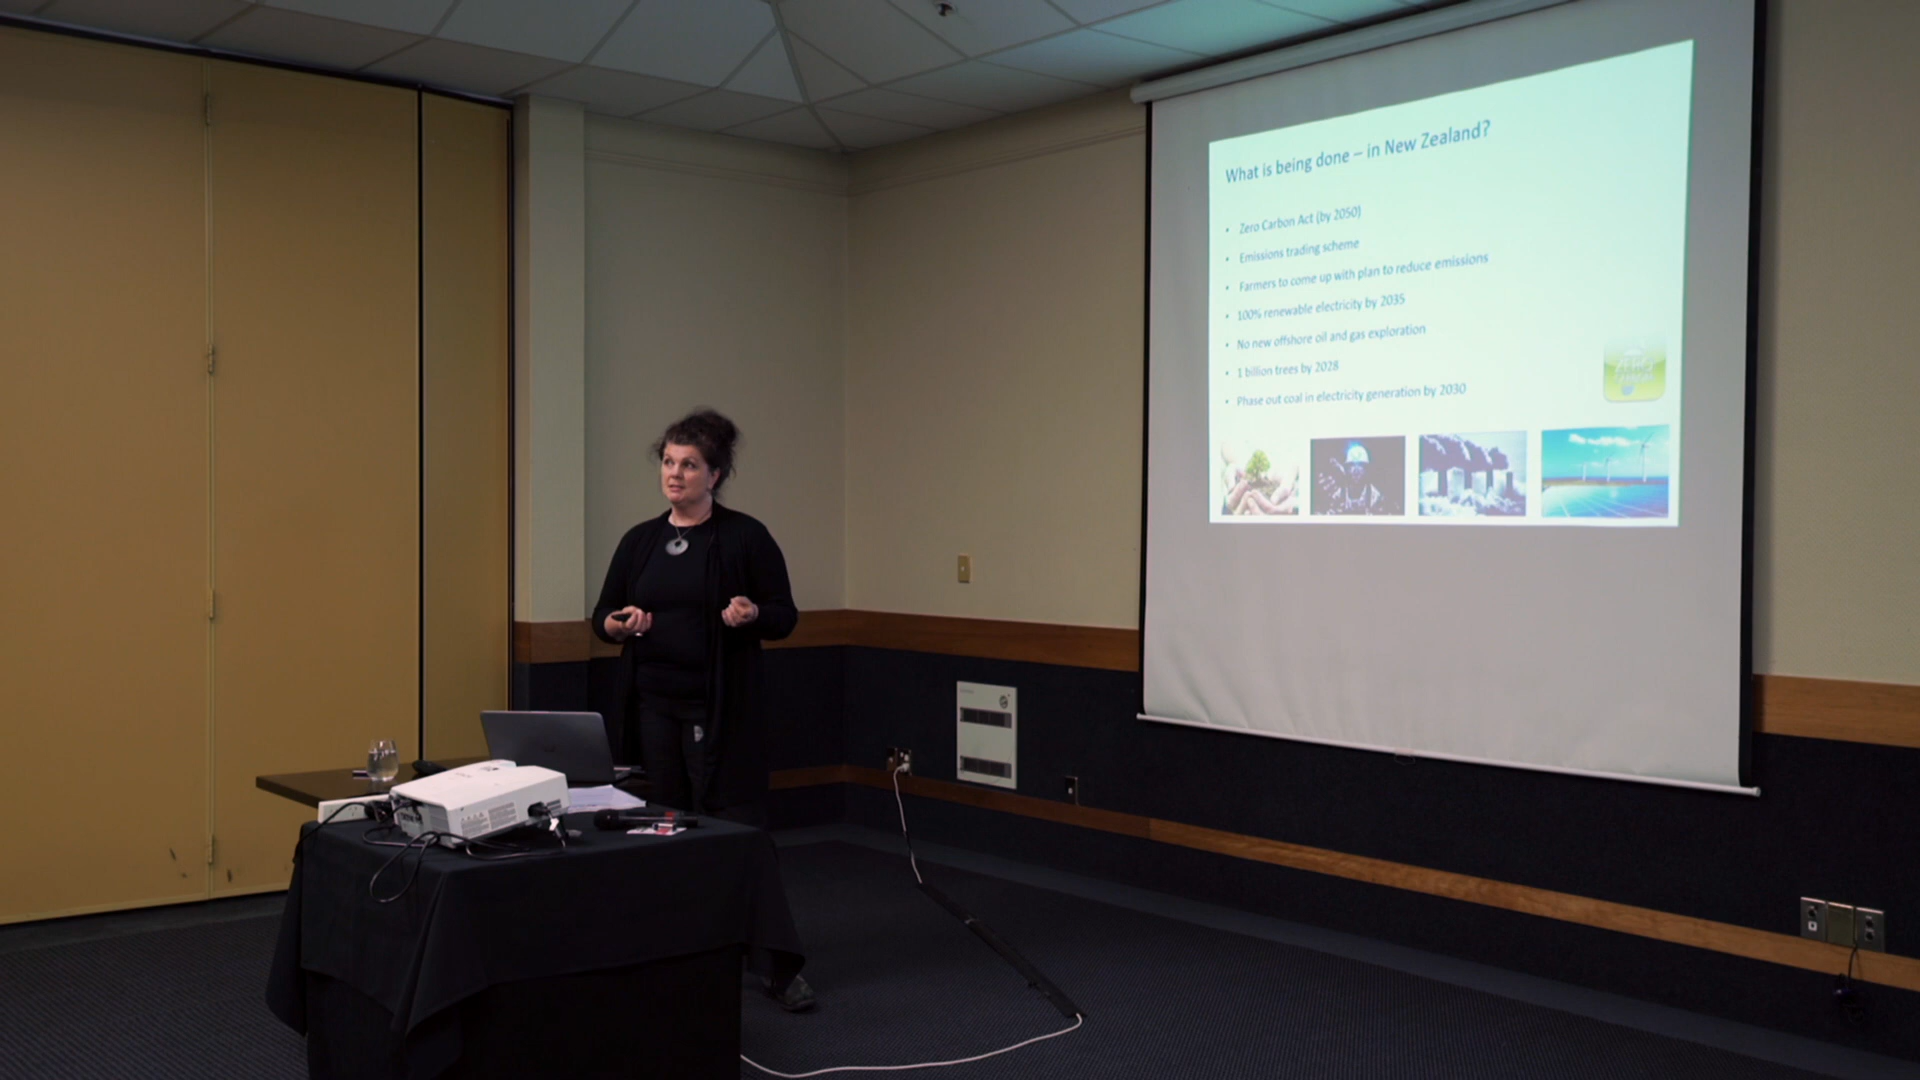 What is being done – in New Zealand?
• Zero Carbon Act (by 2050)
• Emissions trading scheme
• Farmers to come up with plan to reduce emissions
• 100% renewable electricity by 2035
• No new offshore oil and gas exploration
• 1 billion trees by 2028
• Phase out coal in electricity generation by 2030